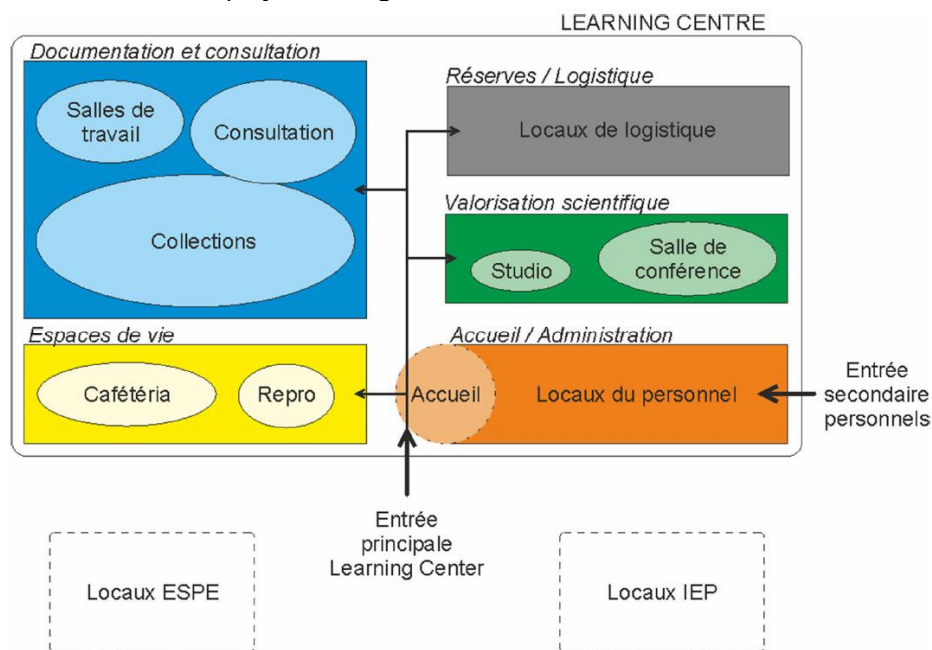 LEARNING CENTRE
Documentation et consultation
Salles de
travail
Consultation
Collections
Réserves / Logistique
Locaux de logistique
Valorisation scientifique
Studio
Salle de
conférence
Espaces de vie
Cafétéria
Repro
Accueil / Administration
Accueil
Locaux du personnel
Entrée
secondaire
personnels
Entrée
principale
Learning Center
Locaux ESPE
Locaux IEP